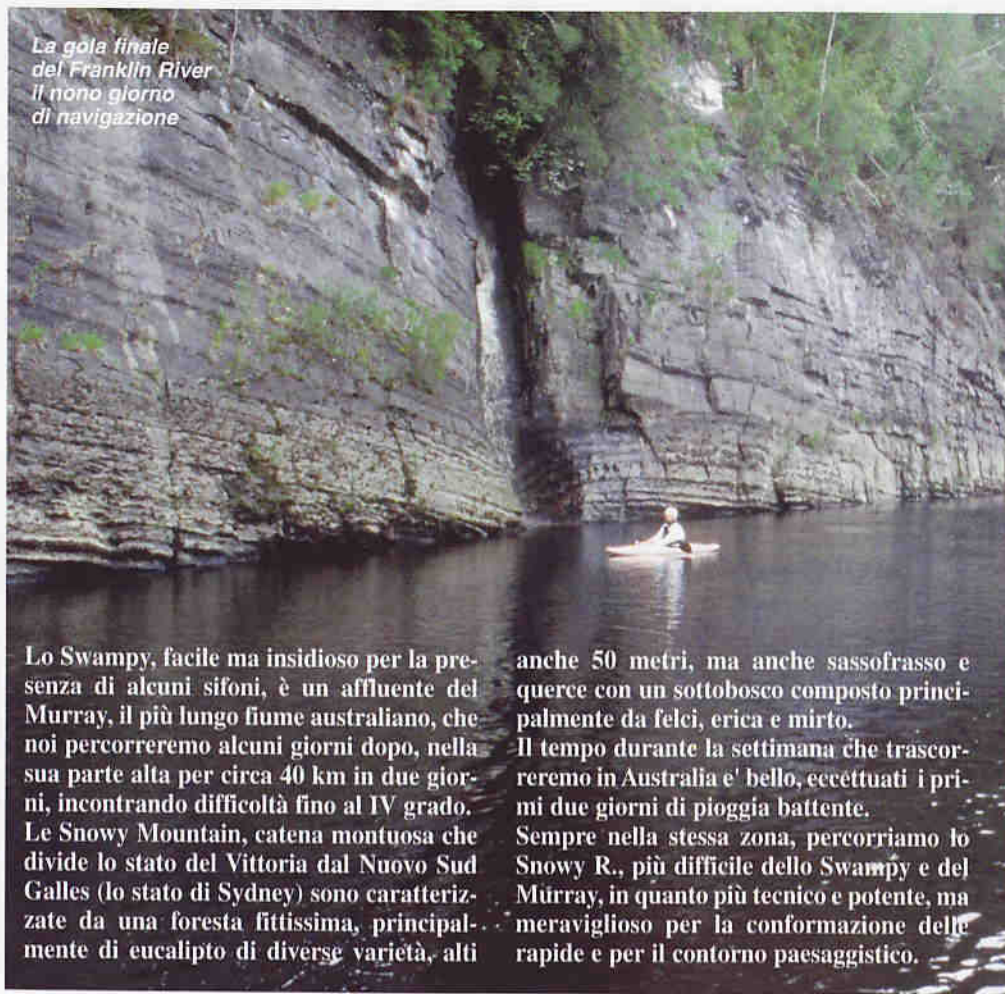 La gola finale
del Franklin River
il nono giorno
di navigazione
Lo Swampy, facile ma insidioso per la pre-
senza di alcuni sifoni, è un affluente del
Murray, il più lungo fiume australiano, che
noi percorreremo alcuni giorni dopo, nella
sua parte alta per circa 40 km in due gior-
ni, incontrando difficoltà fino al IV grado.
Le Snowy Mountain, catena montuosa che
divide lo stato del Vittoria dal Nuovo Sud
Galles (lo stato di Sydney) sono caratteriz-
zate da una foresta fittissima, principal-
mente di eucalipto di diverse varietà, alti
anche 50 metri, ma anche sassofrasso e
querce con un sottobosco composto princi-
palmente da felci, erica e mirto.
Il tempo durante la settimana che trascor-
reremo in Australia e' bello, eccettuati i pri-
mi due giorni di pioggia battente.
Sempre nella stessa zona, percorriamo lo
Snowy R., più difficile dello Swampy e del
Murray, in quanto più tecnico e potente, ma
meraviglioso per la conformazione delle
rapide e per il contorno paesaggistico.